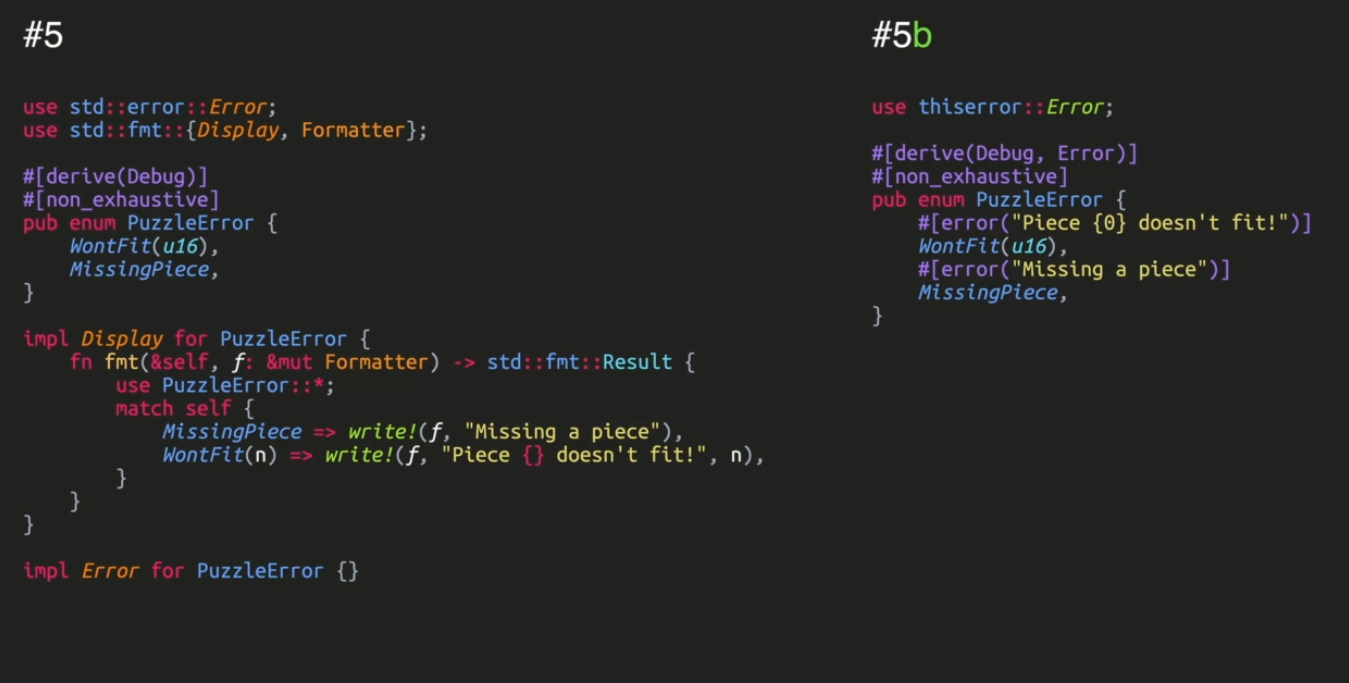 #5
use std::error::Error;
use std::fmt::{Display, Formatter};
#[derive(Debug)]
#[non_exhaustive]
pub enum PuzzleError {
    WontFit(u16),
    MissingPiece,
}
impl Display for PuzzleError {
    fn fmt(&self, f: &mut Formatter) -> std::fmt::Result {
        use PuzzleError::*;
        match self {
            MissingPiece => write!(f, "Missing a piece"),
            WontFit(n) => write!(f, "Piece {} doesn't fit!", n),
        }
    }
}
impl Error for PuzzleError {}
#5b
use thiserror::Error;
#[derive(Debug, Error)]
#[non_exhaustive]
pub enum PuzzleError {
    #[error("Piece {0} doesn't fit!")]
    WontFit(u16),
    #[error("Missing a piece")]
    MissingPiece,
}